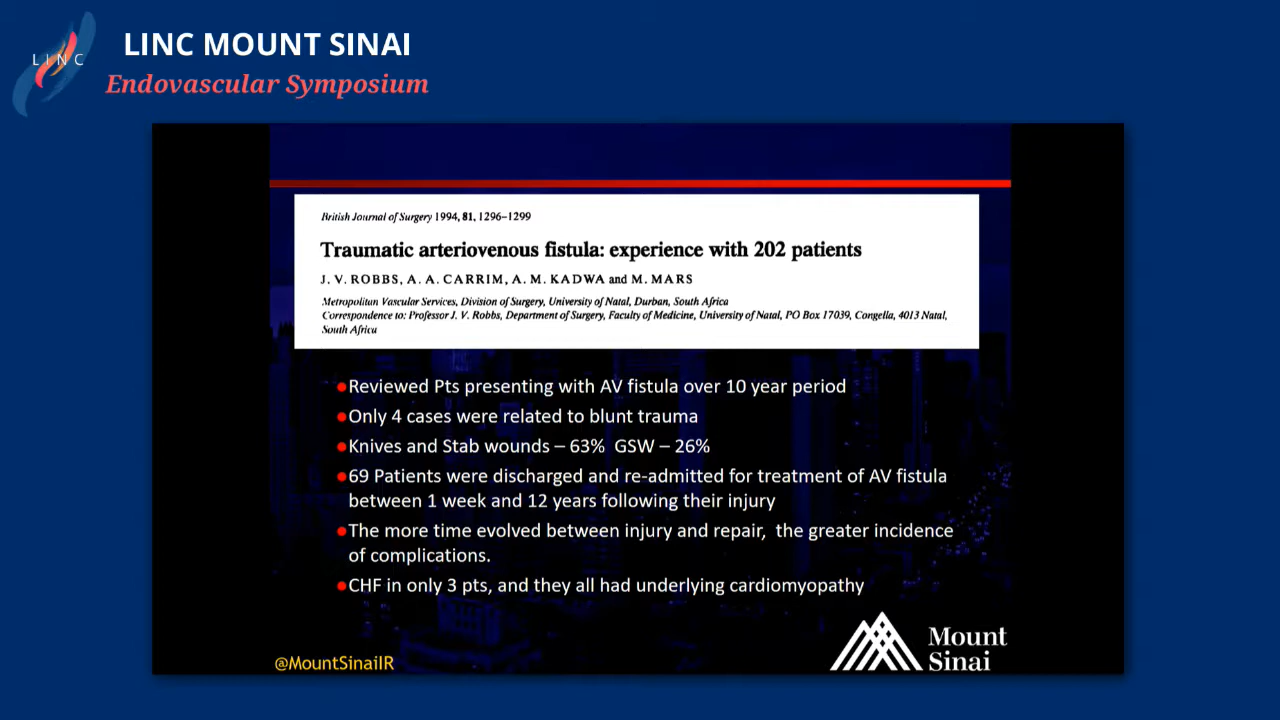 LINC
LINC MOUNT SINAI
Endovascular Symposium
British Journal of Surgery 1994, 81, 1296–1299
Traumatic arteriovenous fistula: experience with 202 patients
J. V. ROBBS, A. A. CARRIM, A. M. KADWA and M. MARS
Metropolitan Vascular Services, Division of Surgery, University of Natal, Durban, South Africa
Correspondence to: Professor J. V. Robbs, Department of Surgery, Faculty of Medicine, University of Natal, PO Box 17039, Congella, 4013 Natal,
South Africa
●Reviewed Pts presenting with AV fistula over 10 year period
●Only 4 cases were related to blunt trauma
●Knives and Stab wounds – 63% GSW – 26%
●69 Patients were discharged and re-admitted for treatment of AV fistula
between 1 week and 12 years following their injury
●The more time evolved between injury and repair, the greater incidence
of complications.
●CHF in only 3 pts, and they all had underlying cardiomyopathy
@MountSinaiIR
Mount
Sinai